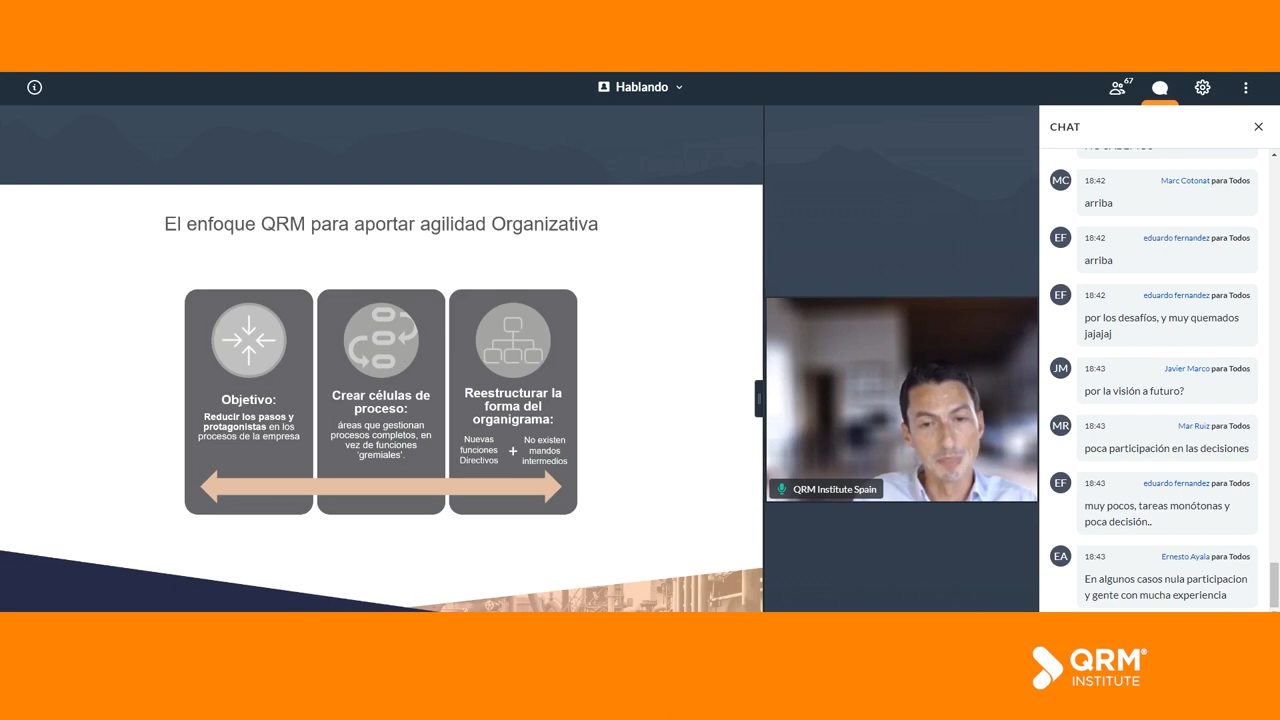 Hablando
67
El enfoque QRM para aportar agilidad Organizativa
Objetivo:
Reducir los pasos y
protagonistas en los
procesos de la empresa
Crear células de
proceso:
áreas que gestionan
procesos completos, en
vez de funciones
'gremiales'.
Reestructurar la
forma del
organigrama:
Nuevas
funciones
Directivos
+
No existen
mandos
intermedios
QRM Institute Spain
CHAT
MC
18:42 Marc Cotonat para Todos
arriba
EF
18:42 eduardo fernandez para Todos
arriba
EF
18:42 eduardo fernandez para Todos
por los desafíos, y muy quemados
jajajaj
JM
18:43 Javier Marco para Todos
por la visión a futuro?
MR
18:43 Mar Ruiz para Todos
poca participación en las decisiones
EF
18:43 eduardo fernandez para Todos
muy pocos, tareas monótonas y
poca decisión..
EA
18:43 Ernesto Ayala para Todos
En algunos casos nula participacion
y gente con mucha experiencia
QRM®
INSTITUTE